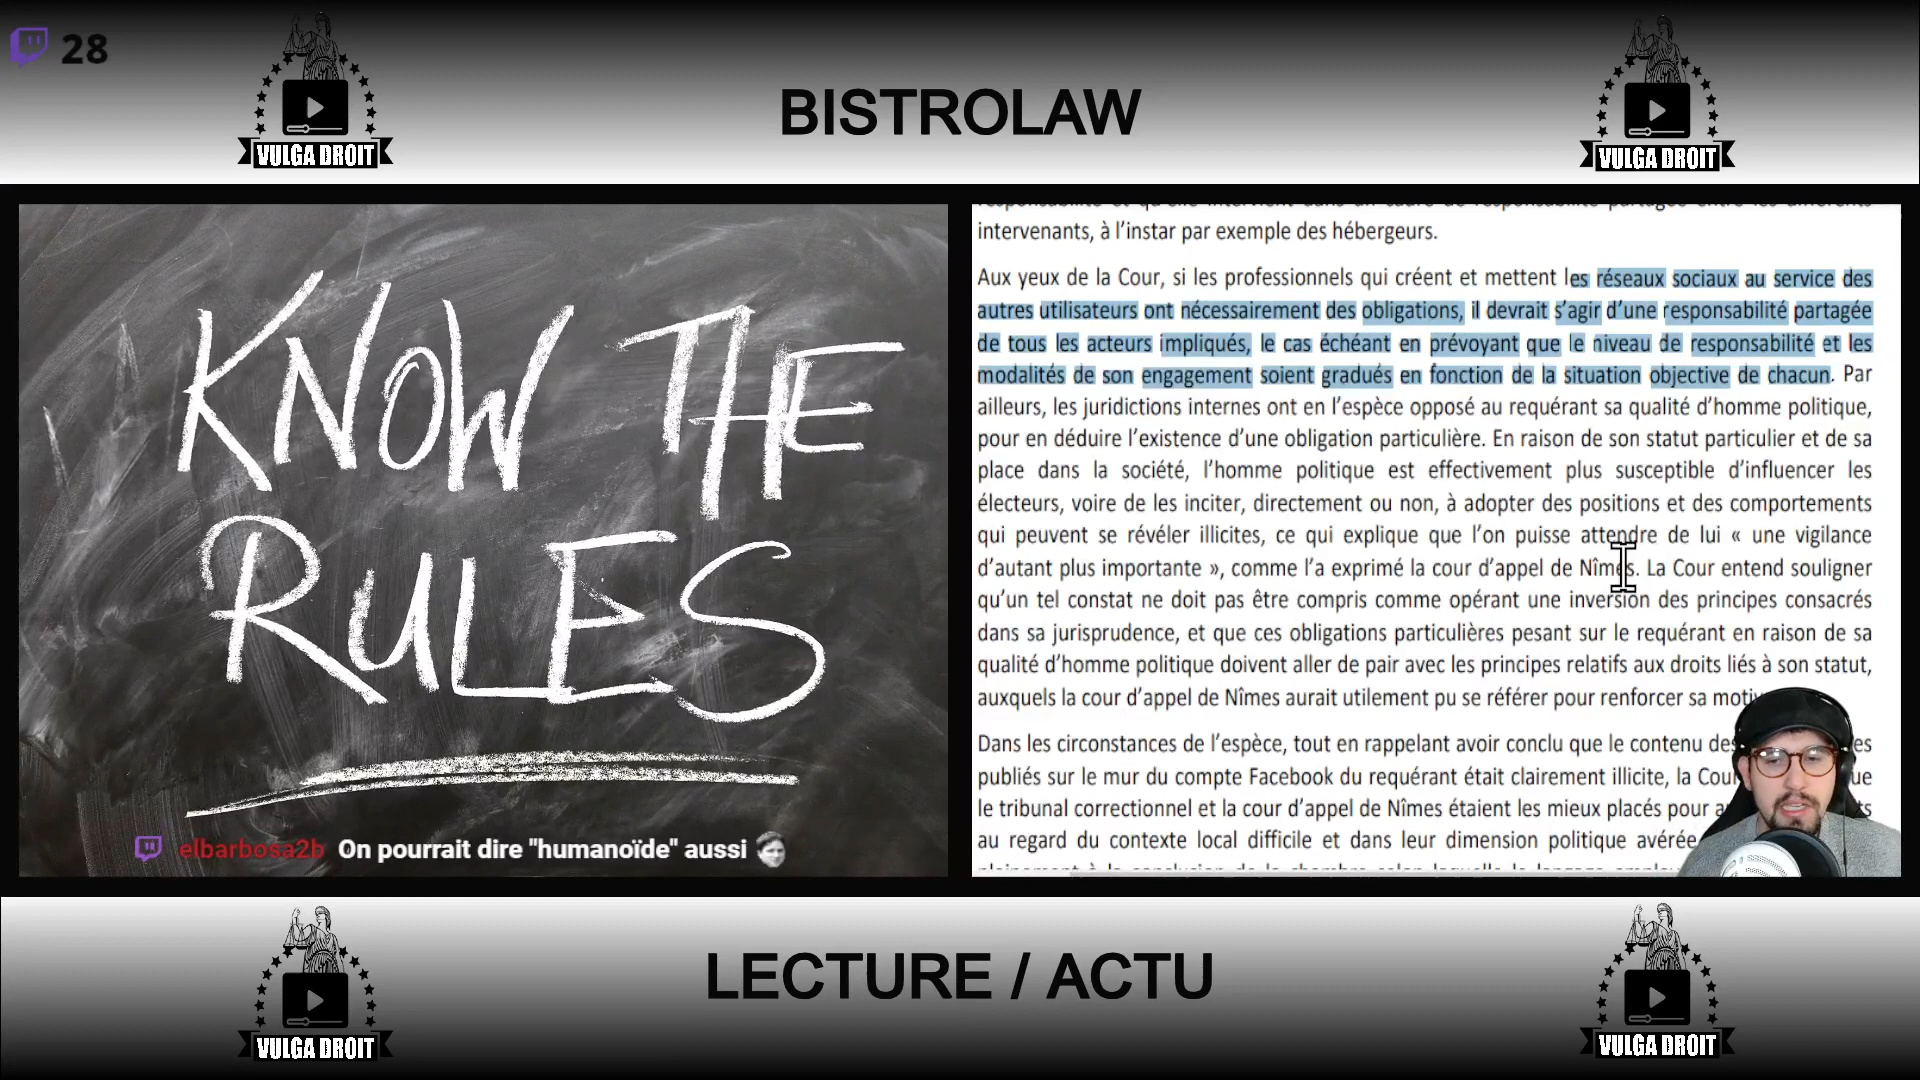 28
BISTROLAW
VULGA DROIT
VULGA DROIT
KNOW THE
RULES
elbarbosa2b On pourrait dire "humanoïde" aussi
intervenants, à l’instar par exemple des hébergeurs.
Aux yeux de la Cour, si les professionnels qui créent et mettent les réseaux sociaux au service des
autres utilisateurs ont nécessairement des obligations, il devrait s’agir d’une responsabilité partagée
de tous les acteurs impliqués, le cas échéant en prévoyant que le niveau de responsabilité et les
modalités de son engagement soient gradués en fonction de la situation objective de chacun. Par
ailleurs, les juridictions internes ont en l’espèce opposé au requérant sa qualité d’homme politique,
pour en déduire l’existence d’une obligation particulière. En raison de son statut particulier et de sa
place dans la société, l’homme politique est effectivement plus susceptible d’influencer les
électeurs, voire de les inciter, directement ou non, à adopter des positions et des comportements
qui peuvent se révéler illicites, ce qui explique que l’on puisse attendre de lui « une vigilance
d’autant plus importante », comme l’a exprimé la cour d’appel de Nîmes. La Cour entend souligner
qu’un tel constat ne doit pas être compris comme opérant une inversion des principes consacrés
dans sa jurisprudence, et que ces obligations particulières pesant sur le requérant en raison de sa
qualité d’homme politique doivent aller de pair avec les principes relatifs aux droits liés à son statut,
auxquels la cour d’appel de Nîmes aurait utilement pu se référer pour renforcer sa
Dans les circonstances de l’espèce, tout en rappelant avoir conclu que le contenu
publiés sur le mur du compte Facebook du requérant était clairement illicite, la
le tribunal correctionnel et la cour d’appel de Nîmes étaient les mieux placés pour
au regard du contexte local difficile et dans leur dimension politique avérée
LECTURE / ACTU
VULGA DROIT
VULGA DROIT